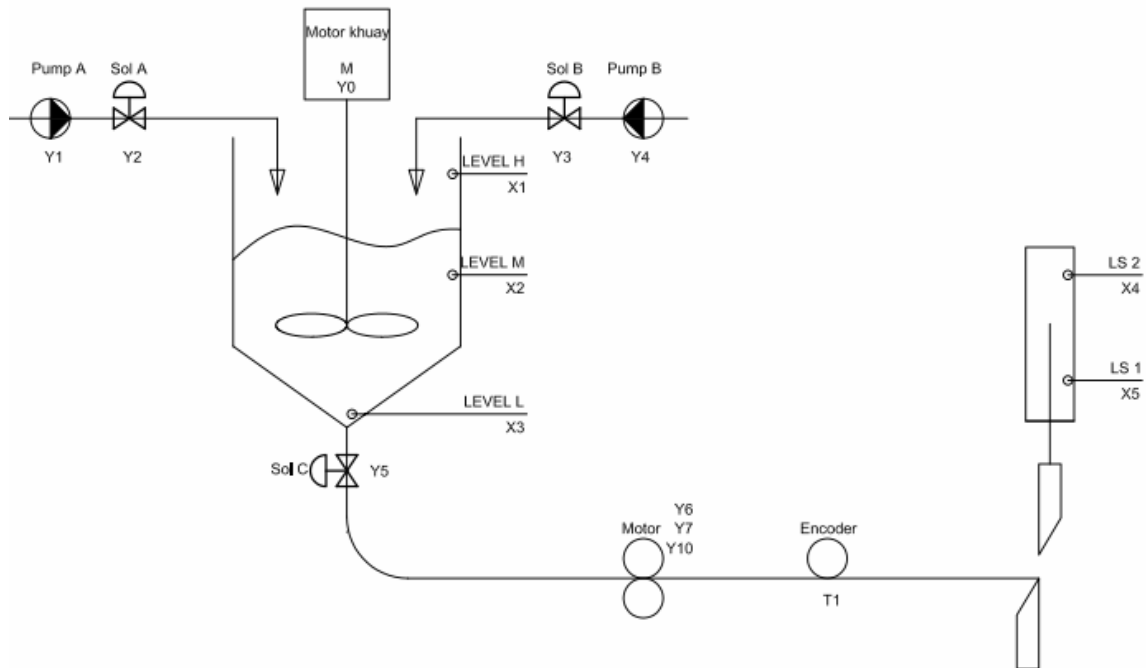 Motor khuay
M
Y0
Pump A
Sol A
Sol B
Pump B
Y1
Y2
Y3
Y4
LEVEL H
X1
LEVEL M
X2
LS 2
X4
LS 1
X5
LEVEL L
X3
Sol C
Y5
Y6
Motor
Y7
Encoder
Y10
T1